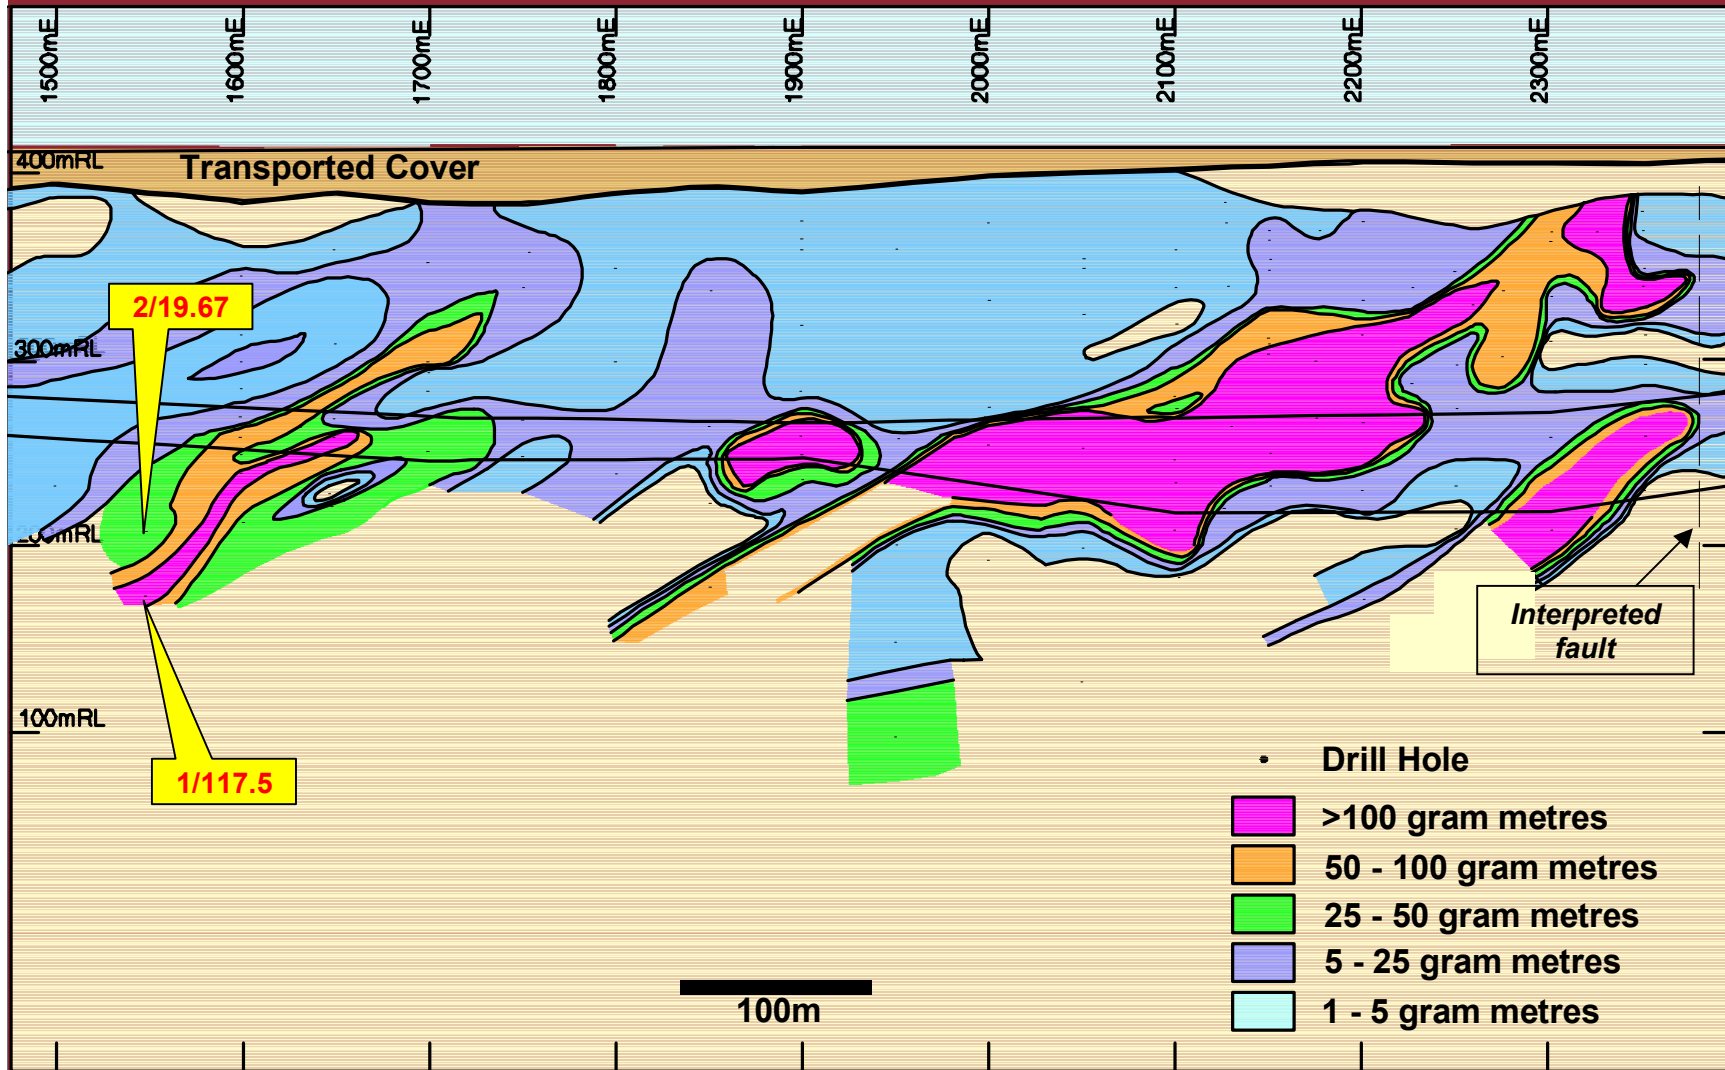 1500mE
1600mE
1700mE
1800mE
1900mE
2000mE
2100mE
2200mE
2300mE
400mRL
Transported Cover
2/19.67
300mRL
200mRL
Interpreted
fault
100mRL
1/117.5
Drill Hole
>100 gram metres
50 - 100 gram metres
25 - 50 gram metres
5 - 25 gram metres
1 - 5 gram metres
100m